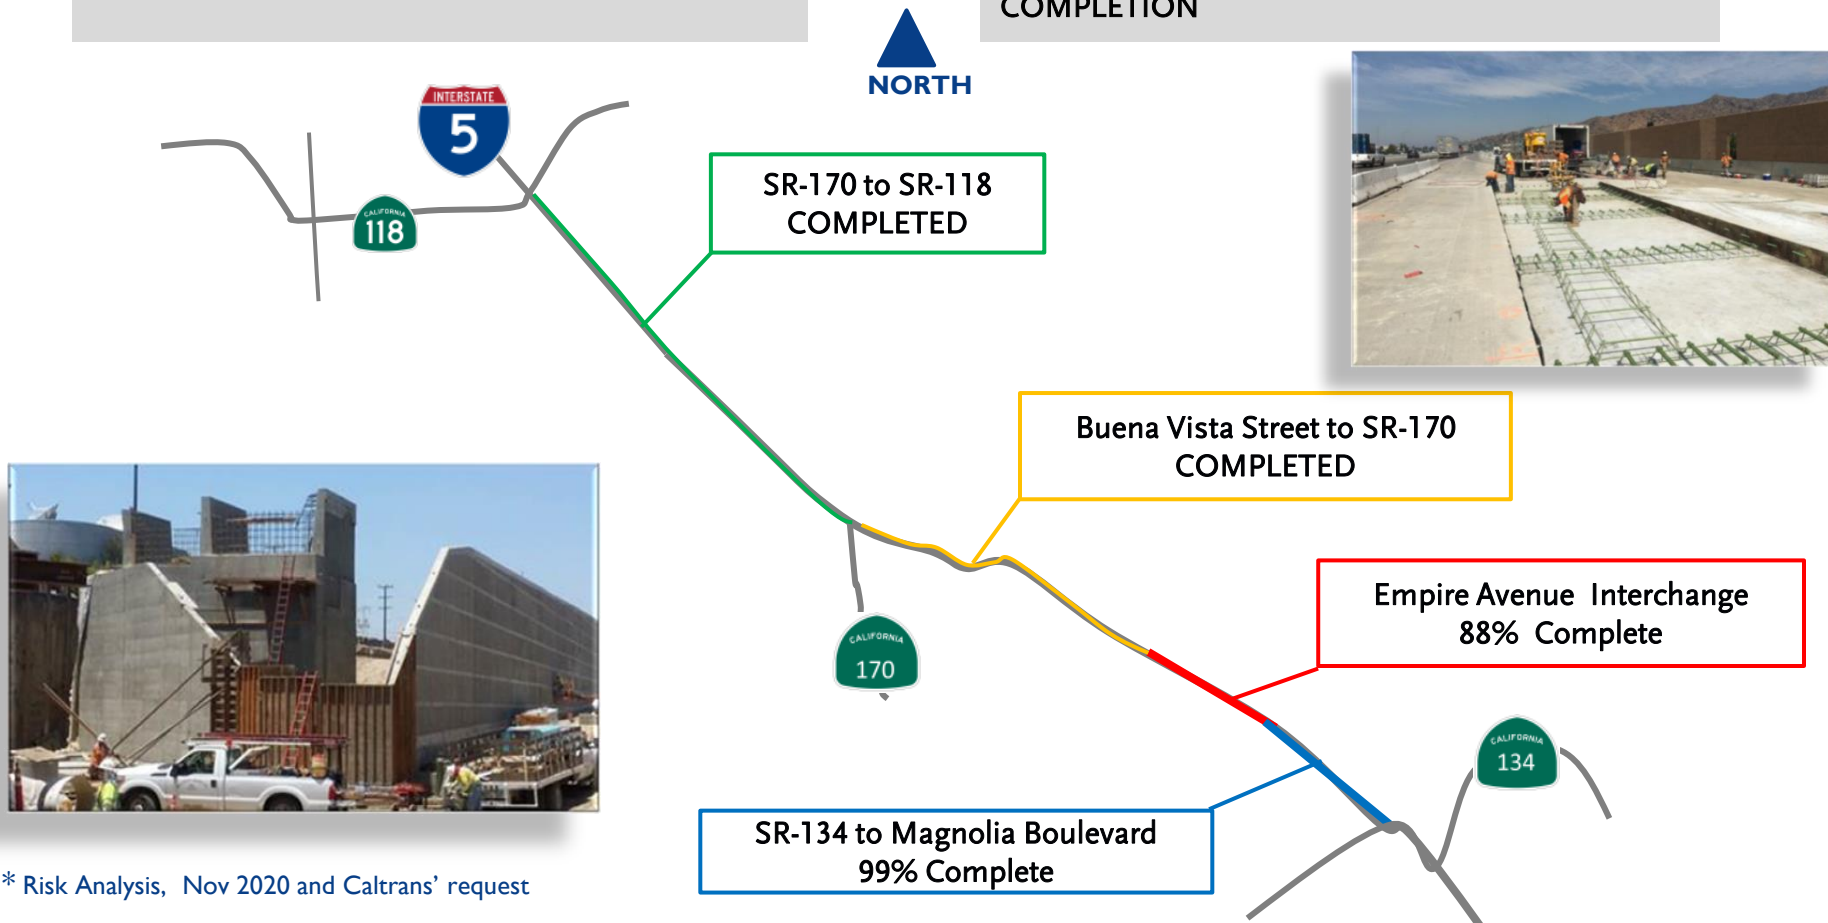 COMPLETION
NORTH
INTERSTATE
5
SR-170 to SR-118
COMPLETED
CALIFORNIA
118
Buena Vista Street to SR-170
COMPLETED
Empire Avenue Interchange
88% Complete
CALIFORNIA
170
CALIFORNIA
134
SR-134 to Magnolia Boulevard
99% Complete
* Risk Analysis, Nov 2020 and Caltrans' request